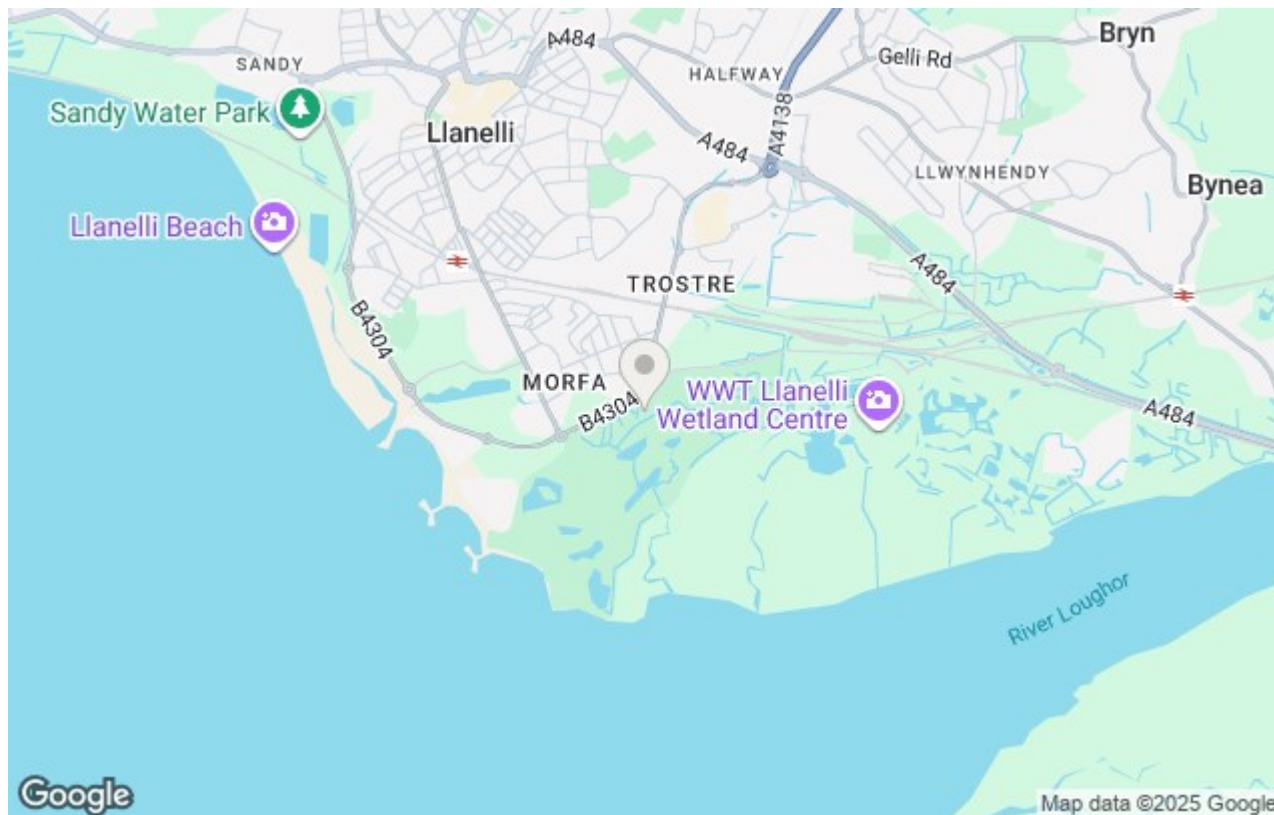 Bryn
A484
Gelli Rd
SANDY
HALFWAY
Sandy Water Park
Llanelli
A4138
A484
LLWYNHENDY
Bynea
Llanelli Beach
A484
TROSTRE
B4304
MORFA
B4304
WWT Llanelli
Wetland Centre
A484
River Loughor
Google
Map data ©2025 Google